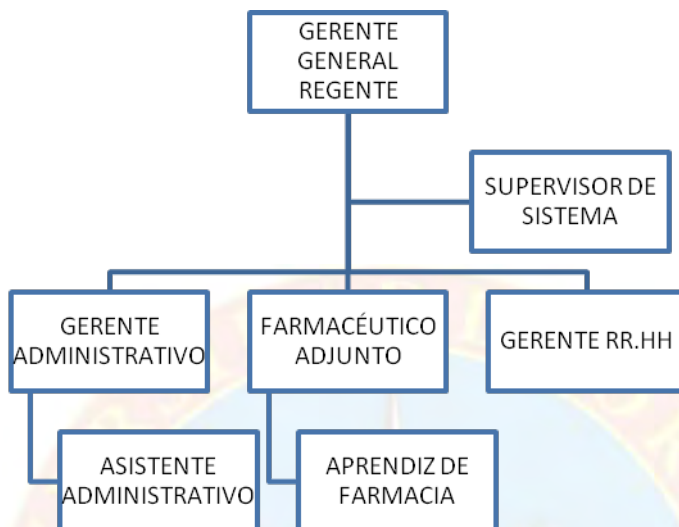 GERENTE
GENERAL
REGENTE
SUPERVISOR DE
SISTEMA
GERENTE
ADMINISTRATIVO
FARMACÉUTICO
ADJUNTO
GERENTE RR.HH
ASISTENTE
ADMINISTRATIVO
APRENDIZ DE
FARMACIA